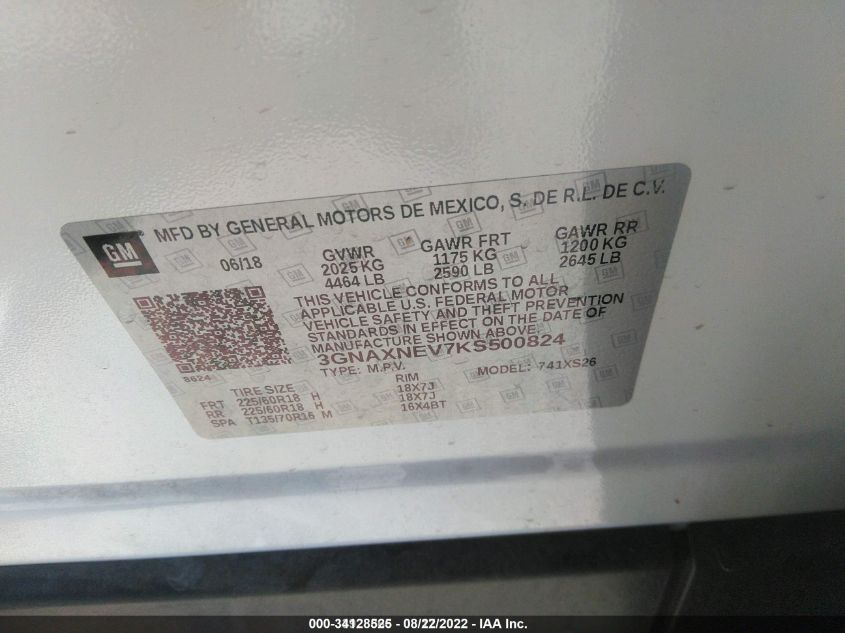 GM MFD BY GENERAL MOTORS DE MEXICO, S. DE R.L. DE C.V.
06/18 GVWR GAWR FRT GAWR RR
2025 KG 1175 KG 1200 KG
4464 LB 2590 LB 2645 LB
THIS VEHICLE CONFORMS TO ALL
APPLICABLE U.S. FEDERAL MOTOR
VEHICLE SAFETY AND THEFT PREVENTION
STANDARDS IN EFFECT ON THE DATE OF
MANUFACTURE SHOWN ABOVE.
3GNAXNEV7KS500824
8624 TYPE: M.P.V. MODEL: 741XS26
TIRE SIZE RIM
FRT 225/60R18 H 18X7J
RR 225/60R18 H 18X7J
SPA T135/70R16 M 16X4BT
08/22/2022 - IAA Inc.